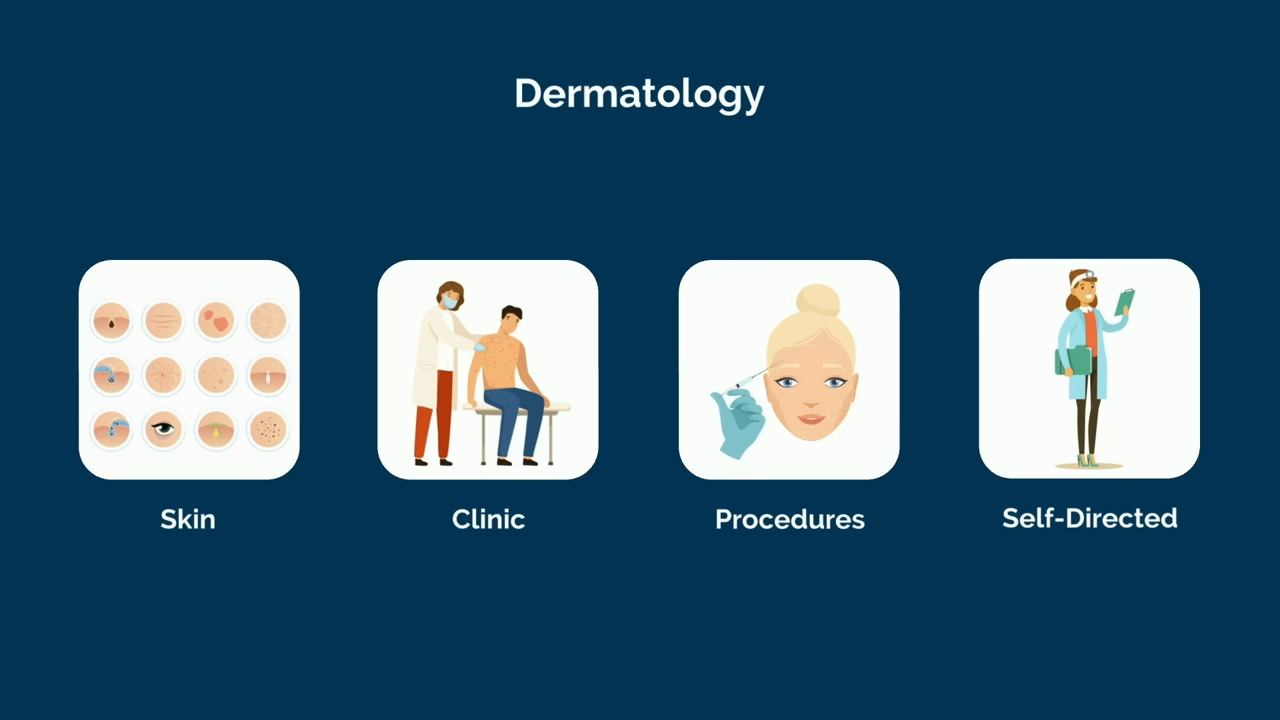 Dermatology
Skin
Clinic
Procedures
Self-Directed